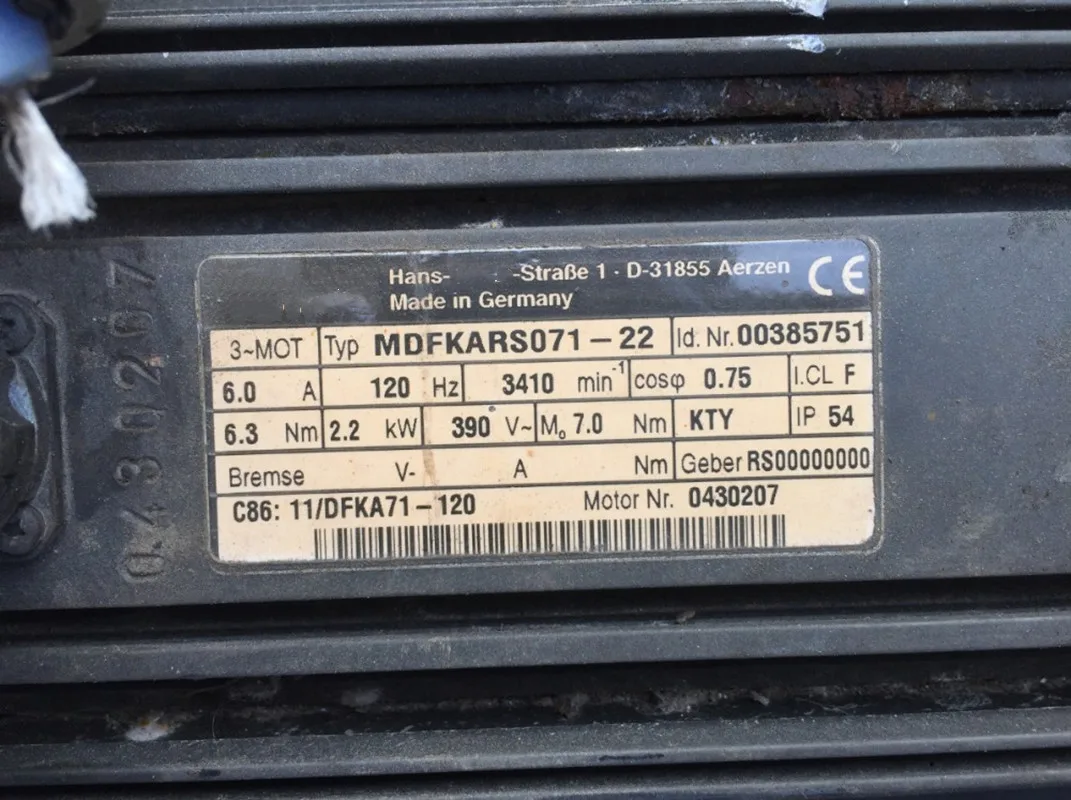 Hans- -Straße 1 · D-31855 Aerzen CE
Made in Germany
3~MOT Typ MDFKARS071-22 Id. Nr. 00385751
6.0 A 120 Hz 3410 min⁻¹ cosφ 0.75 I.CL F
6.3 Nm 2.2 kW 390 V~ M₀ 7.0 Nm KTY IP 54
Bremse V- A Nm Geber RS00000000
C86: 11/DFKA71-120 Motor Nr. 0430207
0430207